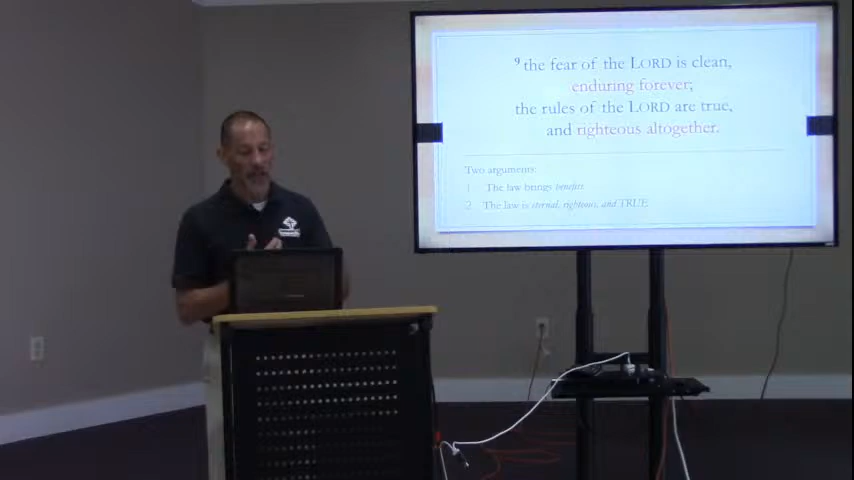 9 the fear of the LORD is clean,
enduring forever;
the rules of the LORD are true,
and righteous altogether.
Two arguments:
1 The law brings benefits
2 The law is eternal, righteous, and TRUE